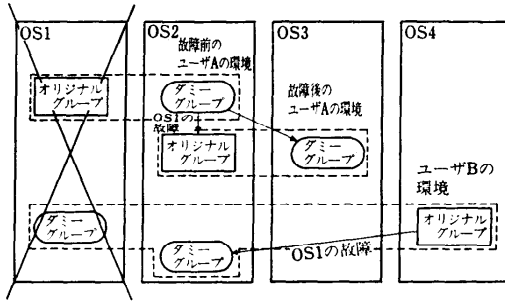 OS1
OS2
OS3
OS4
故障前の
ユーザAの環境
オリジナル
グループ
ダミー
グループ
故障後の
ユーザAの環境
OS1の
故障
オリジナル
グループ
ダミー
グループ
ユーザBの
環境
ダミー
グループ
オリジナル
グループ
ダミー
グループ
OS1の故障